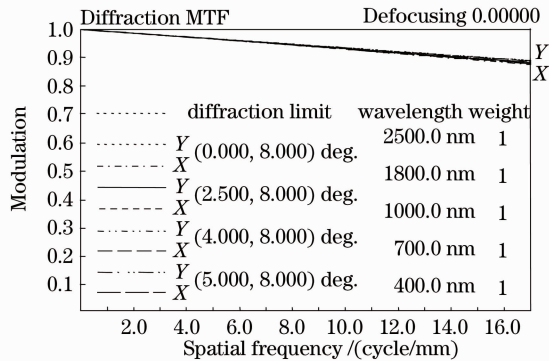 Diffraction MTF
Defocusing 0.00000
1.0
0.9
0.8
0.7
0.6
0.5
0.4
0.3
0.2
0.1
Modulation
Y
X
diffraction limit
wavelength weight
Y
(0.000, 8.000) deg.
X
Y
(2.500, 8.000) deg.
X
Y
(4.000, 8.000) deg.
X
Y
(5.000, 8.000) deg.
X
2500.0 nm 1
1800.0 nm 1
1000.0 nm 1
700.0 nm 1
400.0 nm 1
2.0 4.0 6.0 8.0 10.0 12.0 14.0 16.0
Spatial frequency /(cycle/mm)